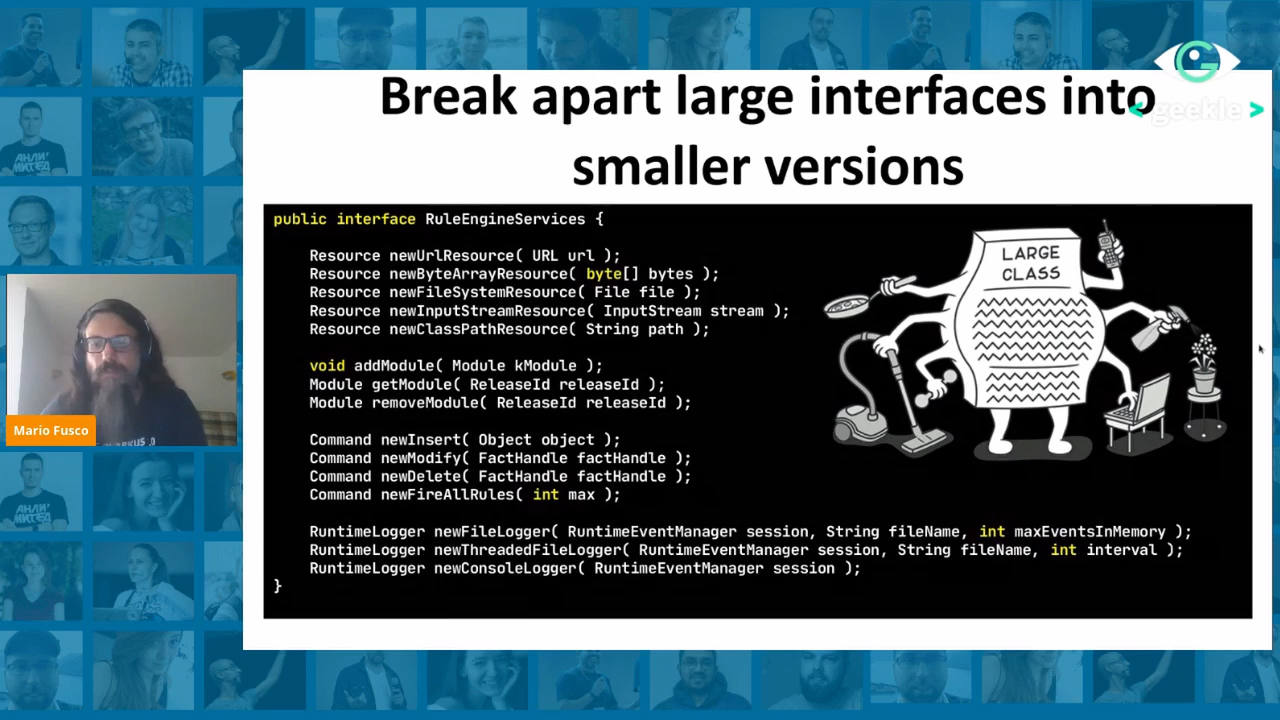 Break apart large interfaces into
smaller versions
< geekle >
public interface RuleEngineServices {
Resource newUrlResource( URL url );
Resource newByteArrayResource( byte[] bytes );
Resource newFileSystemResource( File file );
Resource newInputStreamResource( InputStream stream );
Resource newClassPathResource( String path );
void addModule( Module kModule );
Module getModule( ReleaseId releaseId );
Module removeModule( ReleaseId releaseId );
Command newInsert( Object object );
Command newModify( FactHandle factHandle );
Command newDelete( FactHandle factHandle );
Command newFireAllRules( int max );
RuntimeLogger newFileLogger( RuntimeEventManager session, String fileName, int maxEventsInMemory );
RuntimeLogger newThreadedFileLogger( RuntimeEventManager session, String fileName, int interval );
RuntimeLogger newConsoleLogger( RuntimeEventManager session );
}
LARGE
CLASS
Mario Fusco
АНЛИ
МИТЕД
АНЛИ
МИТЕД